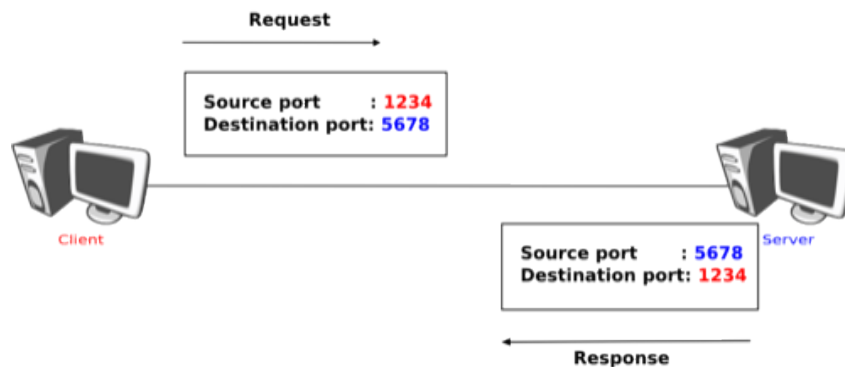 Request
Source port : 1234
Destination port: 5678
Client
Server
Source port : 5678
Destination port: 1234
Response